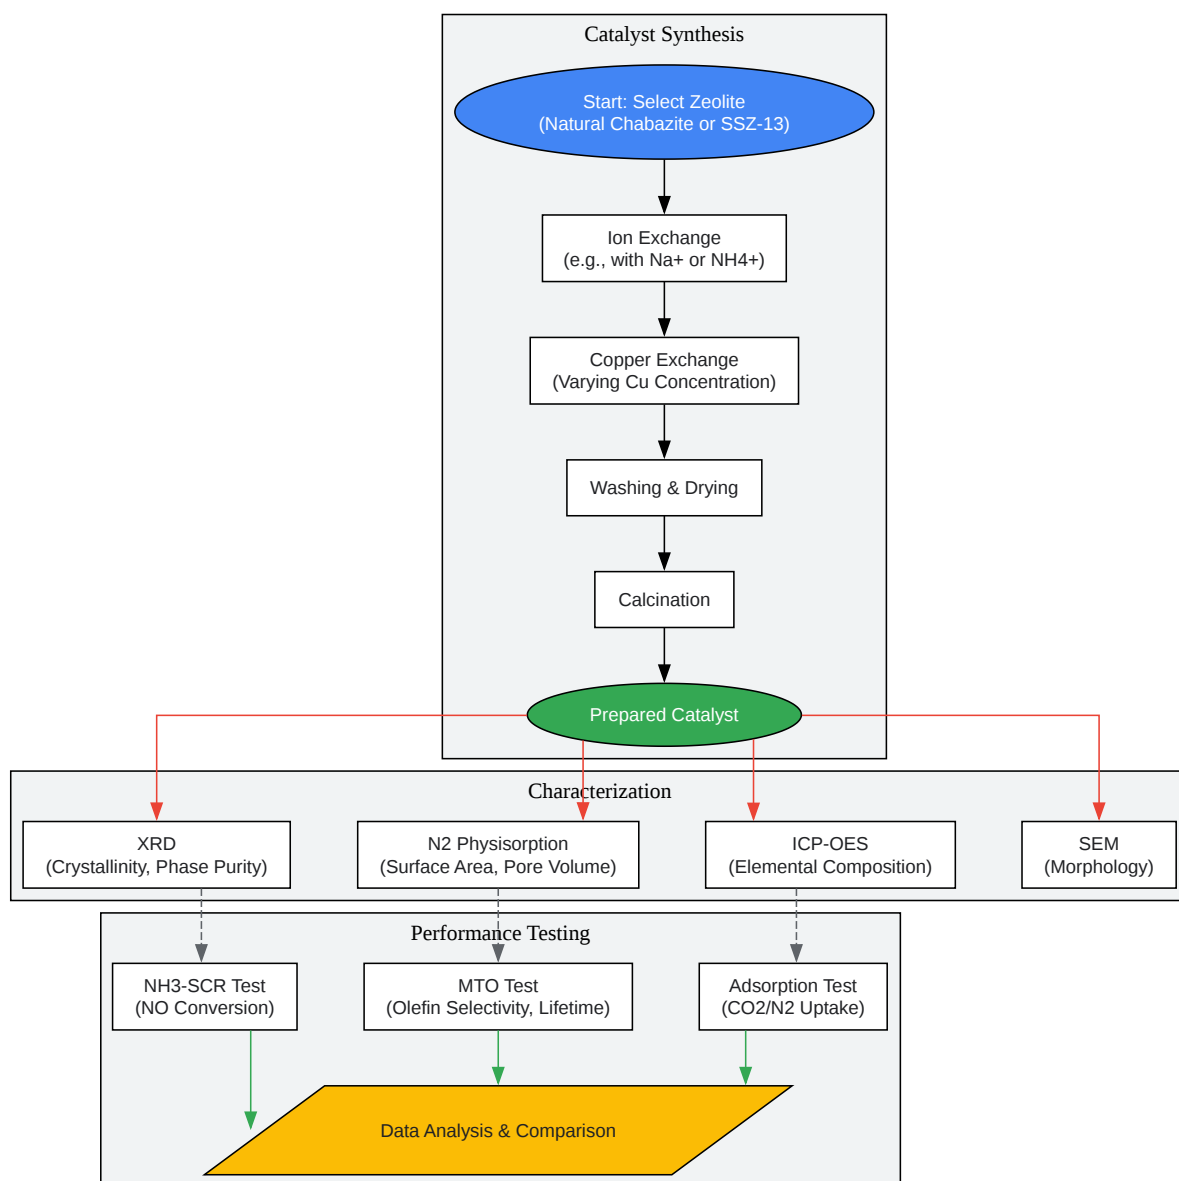 Catalyst Synthesis
Start: Select Zeolite
(Natural Chabazite or SSZ-13)
Ion Exchange
(e.g., with Na+ or NH4+)
Copper Exchange
(Varying Cu Concentration)
Washing & Drying
Calcination
Prepared Catalyst
Characterization
XRD
(Crystallinity, Phase Purity)
N2 Physisorption
(Surface Area, Pore Volume)
ICP-OES
(Elemental Composition)
SEM
(Morphology)
Performance Testing
NH3-SCR Test
(NO Conversion)
MTO Test
(Olefin Selectivity, Lifetime)
Adsorption Test
(CO2/N2 Uptake)
Data Analysis & Comparison